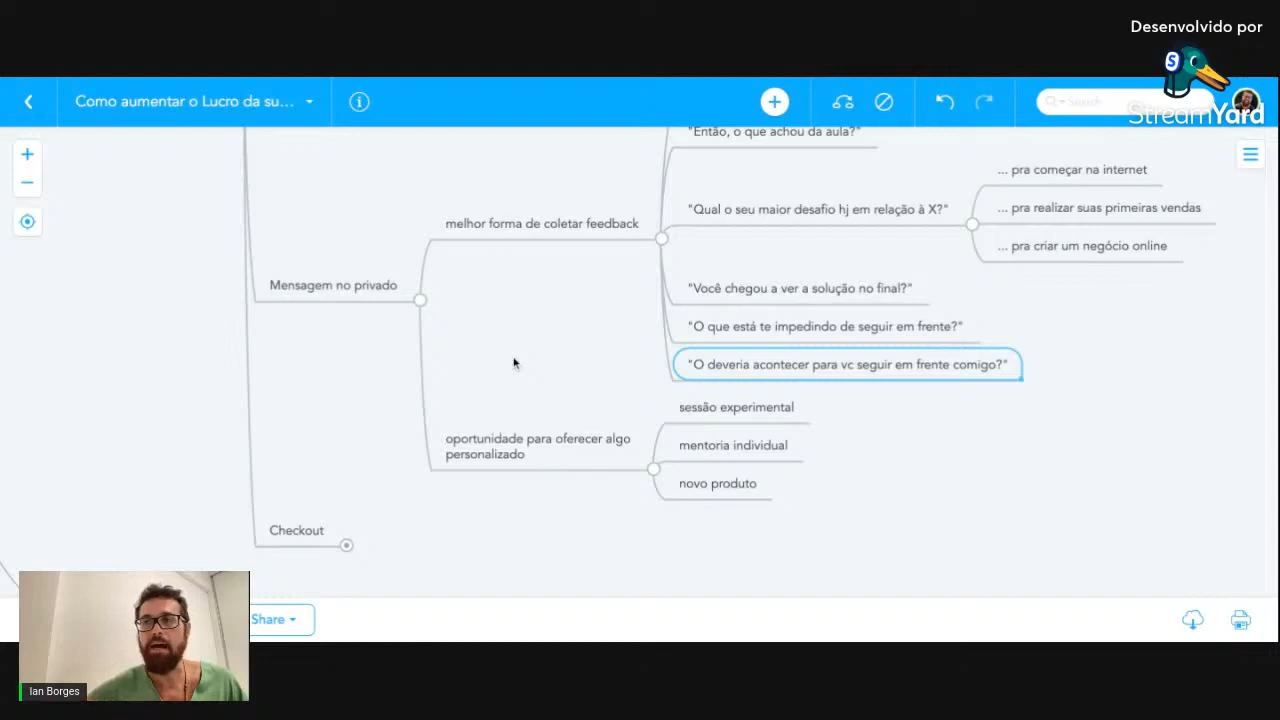 Desenvolvido por
StreamYard
Como aumentar o Lucro da su...
Search
"Então, o que achou da aula?"
... pra começar na internet
"Qual o seu maior desafio hj em relação à X?"
... pra realizar suas primeiras vendas
melhor forma de coletar feedback
... pra criar um negócio online
Mensagem no privado
"Você chegou a ver a solução no final?"
"O que está te impedindo de seguir em frente?"
"O deveria acontecer para vc seguir em frente comigo?"
sessão experimental
oportunidade para oferecer algo
personalizado
mentoria individual
novo produto
Checkout
Share
Ian Borges